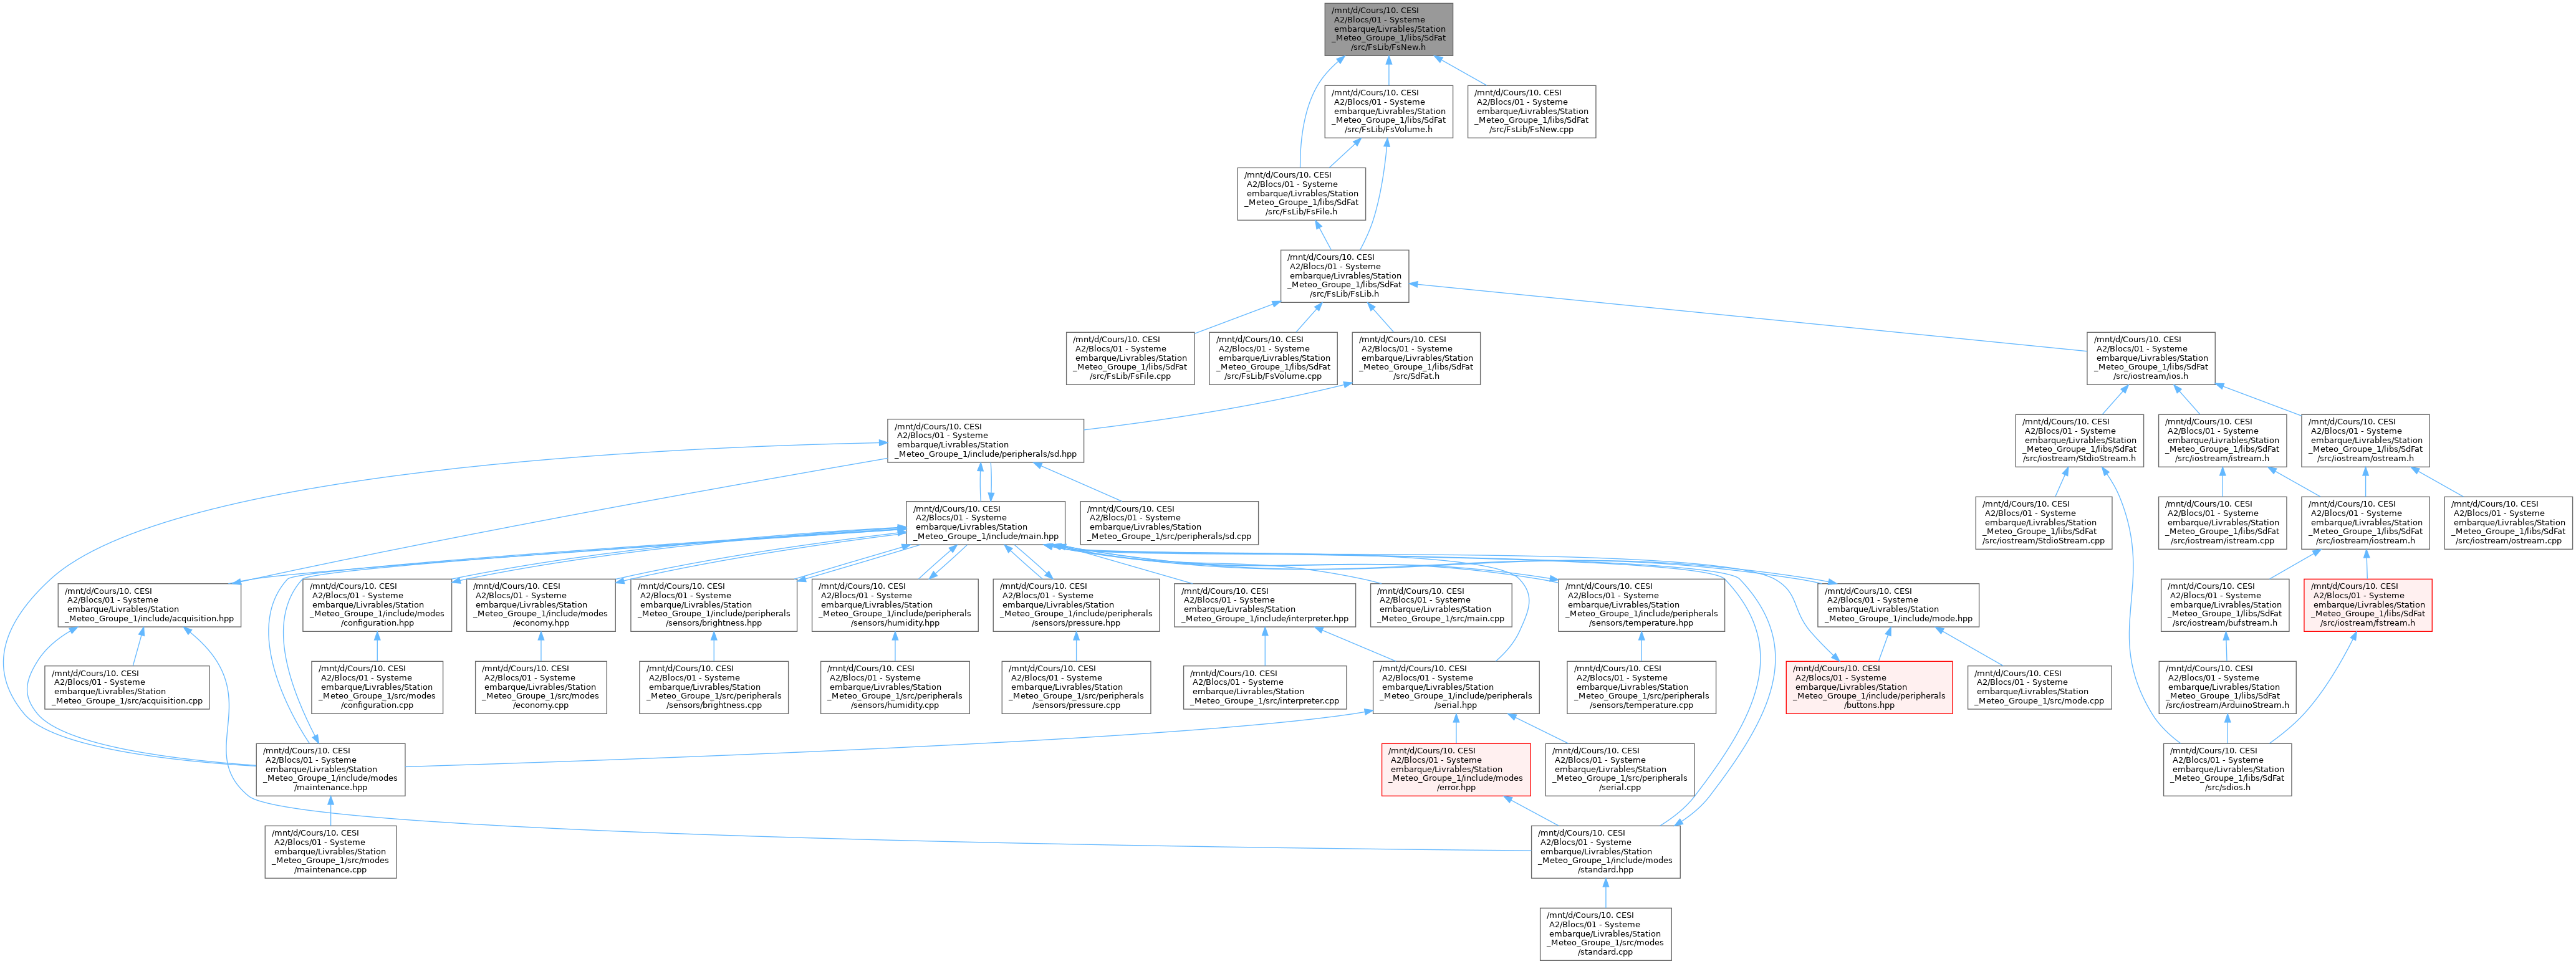 /mnt/d/Cours/10. CESI
A2/Blocs/01 - Systeme
embarque/Livrables/Station
_Meteo_Groupe_1/libs/SdFat
/src/FsLib/FsNew.h
/mnt/d/Cours/10. CESI
A2/Blocs/01 - Systeme
embarque/Livrables/Station
_Meteo_Groupe_1/libs/SdFat
/src/FsLib/FsVolume.h
/mnt/d/Cours/10. CESI
A2/Blocs/01 - Systeme
embarque/Livrables/Station
_Meteo_Groupe_1/libs/SdFat
/src/FsLib/FsNew.cpp
/mnt/d/Cours/10. CESI
A2/Blocs/01 - Systeme
embarque/Livrables/Station
_Meteo_Groupe_1/libs/SdFat
/src/FsLib/FsFile.h
/mnt/d/Cours/10. CESI
A2/Blocs/01 - Systeme
embarque/Livrables/Station
_Meteo_Groupe_1/libs/SdFat
/src/FsLib/FsLib.h
/mnt/d/Cours/10. CESI
A2/Blocs/01 - Systeme
embarque/Livrables/Station
_Meteo_Groupe_1/libs/SdFat
/src/FsLib/FsFile.cpp
/mnt/d/Cours/10. CESI
A2/Blocs/01 - Systeme
embarque/Livrables/Station
_Meteo_Groupe_1/libs/SdFat
/src/FsLib/FsVolume.cpp
/mnt/d/Cours/10. CESI
A2/Blocs/01 - Systeme
embarque/Livrables/Station
_Meteo_Groupe_1/libs/SdFat
/src/SdFat.h
/mnt/d/Cours/10. CESI
A2/Blocs/01 - Systeme
embarque/Livrables/Station
_Meteo_Groupe_1/libs/SdFat
/src/iostream/ios.h
/mnt/d/Cours/10. CESI
A2/Blocs/01 - Systeme
embarque/Livrables/Station
_Meteo_Groupe_1/include/peripherals/sd.hpp
/mnt/d/Cours/10. CESI
A2/Blocs/01 - Systeme
embarque/Livrables/Station
_Meteo_Groupe_1/libs/SdFat
/src/iostream/StdioStream.h
/mnt/d/Cours/10. CESI
A2/Blocs/01 - Systeme
embarque/Livrables/Station
_Meteo_Groupe_1/libs/SdFat
/src/iostream/istream.h
/mnt/d/Cours/10. CESI
A2/Blocs/01 - Systeme
embarque/Livrables/Station
_Meteo_Groupe_1/libs/SdFat
/src/iostream/ostream.h
/mnt/d/Cours/10. CESI
A2/Blocs/01 - Systeme
embarque/Livrables/Station
_Meteo_Groupe_1/include/main.hpp
/mnt/d/Cours/10. CESI
A2/Blocs/01 - Systeme
embarque/Livrables/Station
_Meteo_Groupe_1/src/peripherals/sd.cpp
/mnt/d/Cours/10. CESI
A2/Blocs/01 - Systeme
embarque/Livrables/Station
_Meteo_Groupe_1/libs/SdFat
/src/iostream/StdioStream.cpp
/mnt/d/Cours/10. CESI
A2/Blocs/01 - Systeme
embarque/Livrables/Station
_Meteo_Groupe_1/libs/SdFat
/src/iostream/istream.cpp
/mnt/d/Cours/10. CESI
A2/Blocs/01 - Systeme
embarque/Livrables/Station
_Meteo_Groupe_1/libs/SdFat
/src/iostream/iostream.h
/mnt/d/Cours/10. CESI
A2/Blocs/01 - Systeme
embarque/Livrables/Station
_Meteo_Groupe_1/libs/SdFat
/src/iostream/ostream.cpp
/mnt/d/Cours/10. CESI
A2/Blocs/01 - Systeme
embarque/Livrables/Station
_Meteo_Groupe_1/include/acquisition.hpp
/mnt/d/Cours/10. CESI
A2/Blocs/01 - Systeme
embarque/Livrables/Station
_Meteo_Groupe_1/include/modes
/configuration.hpp
/mnt/d/Cours/10. CESI
A2/Blocs/01 - Systeme
embarque/Livrables/Station
_Meteo_Groupe_1/include/modes
/economy.hpp
/mnt/d/Cours/10. CESI
A2/Blocs/01 - Systeme
embarque/Livrables/Station
_Meteo_Groupe_1/include/peripherals
/sensors/brightness.hpp
/mnt/d/Cours/10. CESI
A2/Blocs/01 - Systeme
embarque/Livrables/Station
_Meteo_Groupe_1/include/peripherals
/sensors/humidity.hpp
/mnt/d/Cours/10. CESI
A2/Blocs/01 - Systeme
embarque/Livrables/Station
_Meteo_Groupe_1/include/peripherals
/sensors/pressure.hpp
/mnt/d/Cours/10. CESI
A2/Blocs/01 - Systeme
embarque/Livrables/Station
_Meteo_Groupe_1/include/interpreter.hpp
/mnt/d/Cours/10. CESI
A2/Blocs/01 - Systeme
embarque/Livrables/Station
_Meteo_Groupe_1/src/main.cpp
/mnt/d/Cours/10. CESI
A2/Blocs/01 - Systeme
embarque/Livrables/Station
_Meteo_Groupe_1/include/peripherals
/sensors/temperature.hpp
/mnt/d/Cours/10. CESI
A2/Blocs/01 - Systeme
embarque/Livrables/Station
_Meteo_Groupe_1/include/mode.hpp
/mnt/d/Cours/10. CESI
A2/Blocs/01 - Systeme
embarque/Livrables/Station
_Meteo_Groupe_1/libs/SdFat
/src/iostream/bufstream.h
/mnt/d/Cours/10. CESI
A2/Blocs/01 - Systeme
embarque/Livrables/Station
_Meteo_Groupe_1/libs/SdFat
/src/iostream/fstream.h
/mnt/d/Cours/10. CESI
A2/Blocs/01 - Systeme
embarque/Livrables/Station
_Meteo_Groupe_1/src/acquisition.cpp
/mnt/d/Cours/10. CESI
A2/Blocs/01 - Systeme
embarque/Livrables/Station
_Meteo_Groupe_1/src/modes
/configuration.cpp
/mnt/d/Cours/10. CESI
A2/Blocs/01 - Systeme
embarque/Livrables/Station
_Meteo_Groupe_1/src/modes
/economy.cpp
/mnt/d/Cours/10. CESI
A2/Blocs/01 - Systeme
embarque/Livrables/Station
_Meteo_Groupe_1/src/peripherals
/sensors/brightness.cpp
/mnt/d/Cours/10. CESI
A2/Blocs/01 - Systeme
embarque/Livrables/Station
_Meteo_Groupe_1/src/peripherals
/sensors/humidity.cpp
/mnt/d/Cours/10. CESI
A2/Blocs/01 - Systeme
embarque/Livrables/Station
_Meteo_Groupe_1/src/peripherals
/sensors/pressure.cpp
/mnt/d/Cours/10. CESI
A2/Blocs/01 - Systeme
embarque/Livrables/Station
_Meteo_Groupe_1/src/interpreter.cpp
/mnt/d/Cours/10. CESI
A2/Blocs/01 - Systeme
embarque/Livrables/Station
_Meteo_Groupe_1/include/peripherals
/serial.hpp
/mnt/d/Cours/10. CESI
A2/Blocs/01 - Systeme
embarque/Livrables/Station
_Meteo_Groupe_1/src/peripherals
/sensors/temperature.cpp
/mnt/d/Cours/10. CESI
A2/Blocs/01 - Systeme
embarque/Livrables/Station
_Meteo_Groupe_1/include/peripherals
/buttons.hpp
/mnt/d/Cours/10. CESI
A2/Blocs/01 - Systeme
embarque/Livrables/Station
_Meteo_Groupe_1/src/mode.cpp
/mnt/d/Cours/10. CESI
A2/Blocs/01 - Systeme
embarque/Livrables/Station
_Meteo_Groupe_1/libs/SdFat
/src/iostream/ArduinoStream.h
/mnt/d/Cours/10. CESI
A2/Blocs/01 - Systeme
embarque/Livrables/Station
_Meteo_Groupe_1/include/modes
/maintenance.hpp
/mnt/d/Cours/10. CESI
A2/Blocs/01 - Systeme
embarque/Livrables/Station
_Meteo_Groupe_1/include/modes
/error.hpp
/mnt/d/Cours/10. CESI
A2/Blocs/01 - Systeme
embarque/Livrables/Station
_Meteo_Groupe_1/src/peripherals
/serial.cpp
/mnt/d/Cours/10. CESI
A2/Blocs/01 - Systeme
embarque/Livrables/Station
_Meteo_Groupe_1/libs/SdFat
/src/sdios.h
/mnt/d/Cours/10. CESI
A2/Blocs/01 - Systeme
embarque/Livrables/Station
_Meteo_Groupe_1/src/modes
/maintenance.cpp
/mnt/d/Cours/10. CESI
A2/Blocs/01 - Systeme
embarque/Livrables/Station
_Meteo_Groupe_1/include/modes
/standard.hpp
/mnt/d/Cours/10. CESI
A2/Blocs/01 - Systeme
embarque/Livrables/Station
_Meteo_Groupe_1/src/modes
/standard.cpp